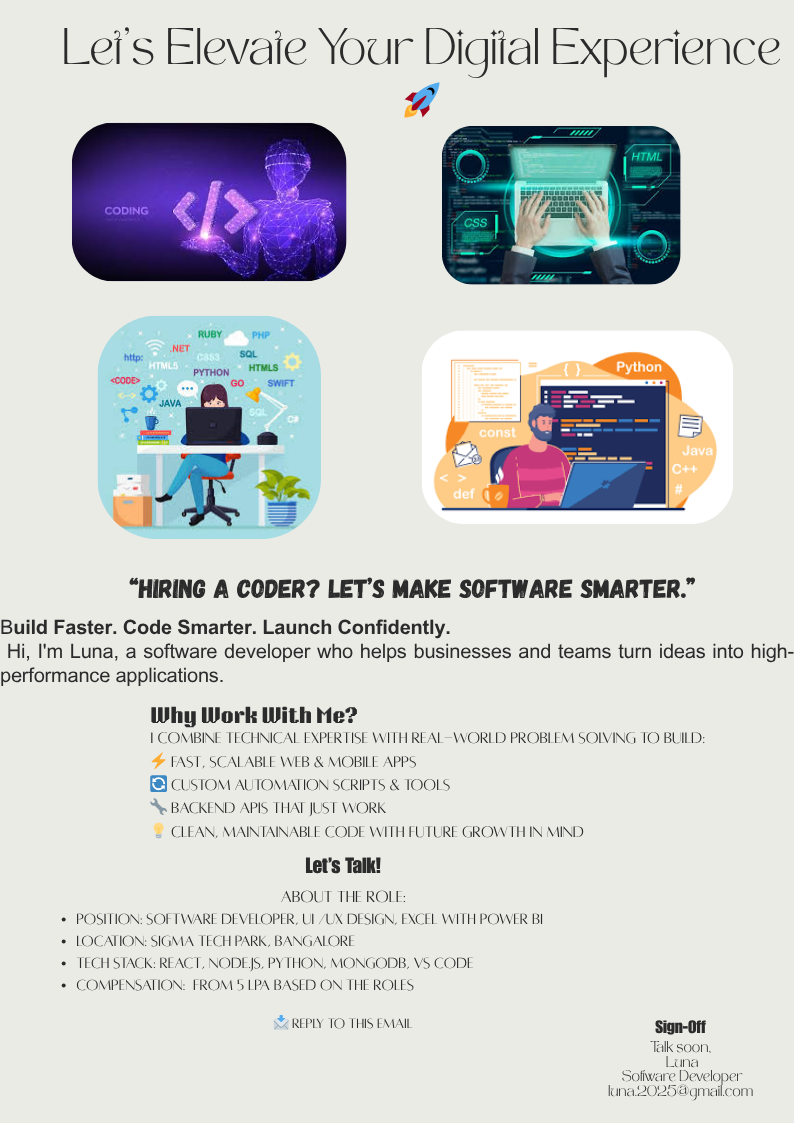 Let's Elevate Your Digital Experience
🚀
CODING
HTML
CSS
RUBY
PHP
.NET
http:
CSS3
SQL
HTML5
HTML5
PYTHON
<CODE>
GO
SWIFT
JAVA
SQL
C#
{ }
Python
const
Java
C++
< >
#
def
“HIRING A CODER? LET’S MAKE SOFTWARE SMARTER.”
Build Faster. Code Smarter. Launch Confidently.
Hi, I'm Luna, a software developer who helps businesses and teams turn ideas into high-
performance applications.
Why Work With Me?
I COMBINE TECHNICAL EXPERTISE WITH REAL-WORLD PROBLEM SOLVING TO BUILD:
⚡ FAST, SCALABLE WEB & MOBILE APPS
🔄 CUSTOM AUTOMATION SCRIPTS & TOOLS
🔧 BACKEND APIS THAT JUST WORK
💡 CLEAN, MAINTAINABLE CODE WITH FUTURE GROWTH IN MIND
Let's Talk!
ABOUT THE ROLE:
• POSITION: SOFTWARE DEVELOPER, UI /UX DESIGN, EXCEL WITH POWER BI
• LOCATION: SIGMA TECH PARK, BANGALORE
• TECH STACK: REACT, NODE.JS, PYTHON, MONGODB, VS CODE
• COMPENSATION: FROM 5 LPA BASED ON THE ROLES
📩 REPLY TO THIS EMAIL
Sign-Off
Talk soon,
Luna
Software Developer
luna.2025@gmail.com